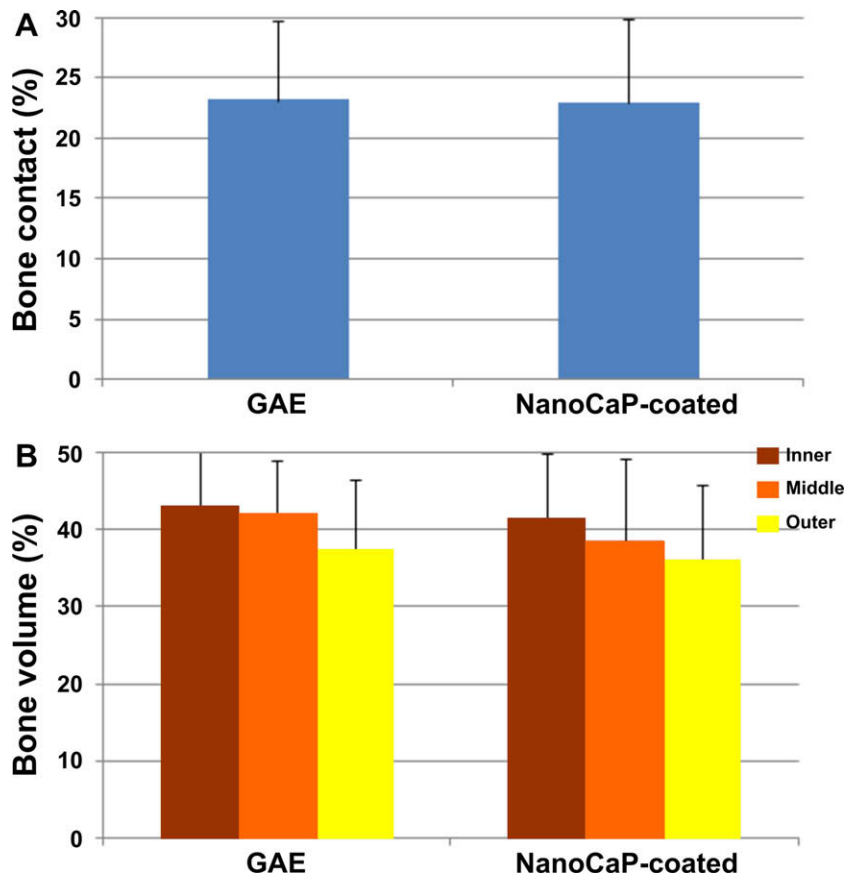 A
Bone contact (%)
30
25
20
15
10
5
0
GAE NanoCaP-coated
B
Bone volume (%)
50
40
30
20
10
0
Inner
Middle
Outer
GAE NanoCaP-coated